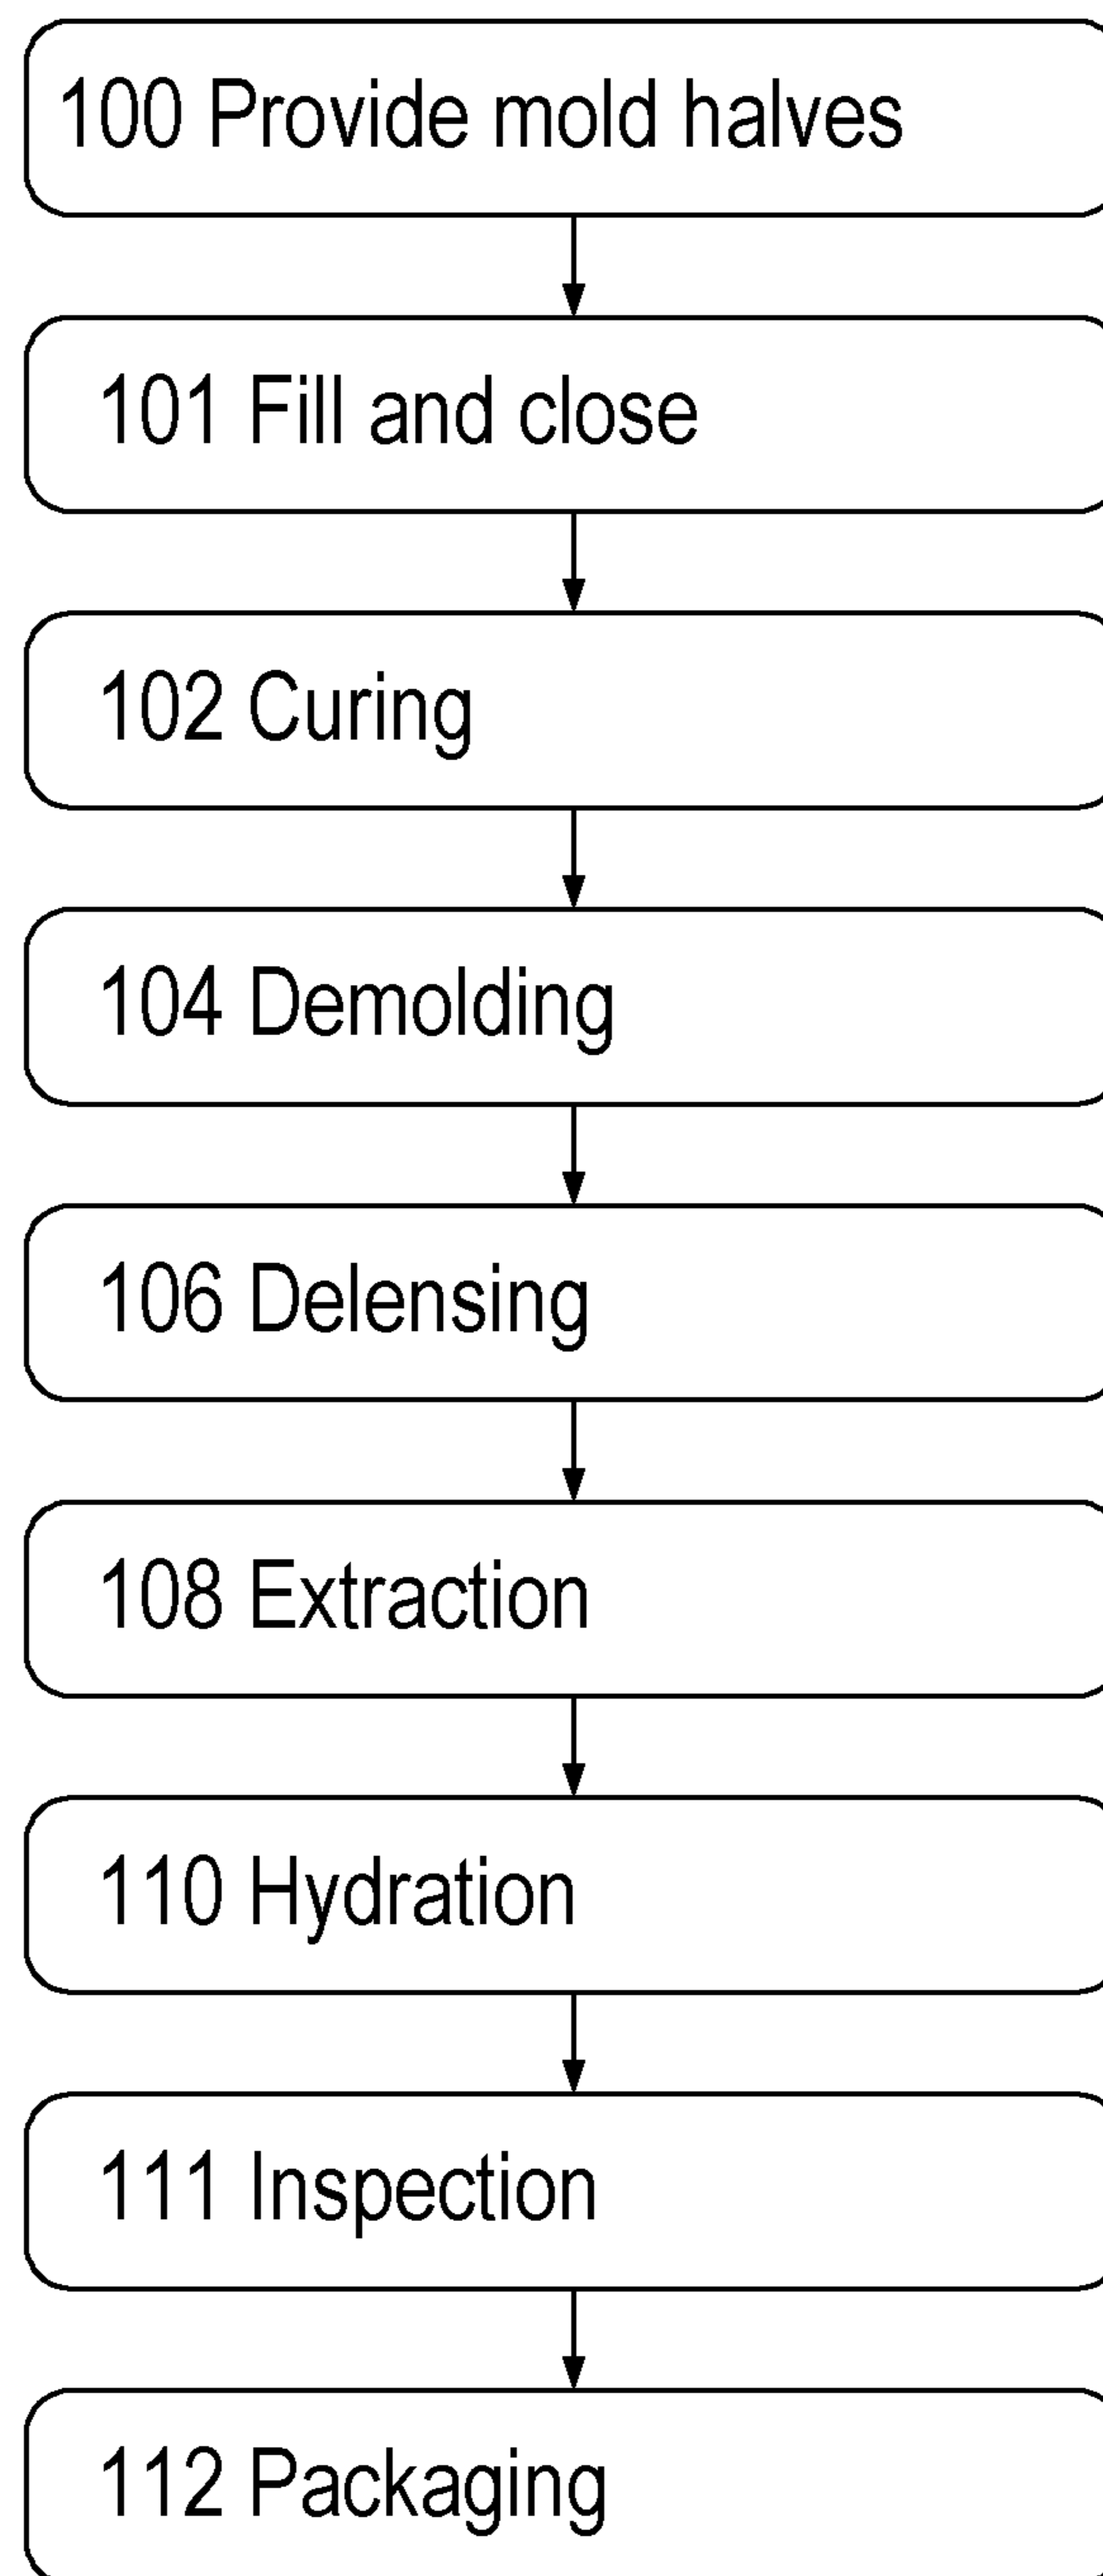 100 Provide mold halves
101 Fill and close
102 Curing
104 Demolding
106 Delensing
108 Extraction
110 Hydration
111 Inspection
112 Packaging